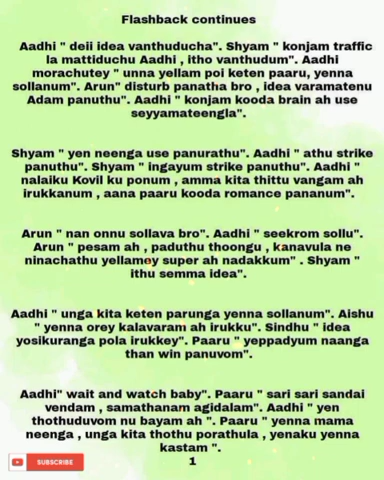 Flashback continues
Aadhi " deii idea vanthuducha". Shyam " konjam traffic
la mattiduchu Aadhi , itho vanthudum". Aadhi
morachutey " unna yellam poi keten paaru, yenna
sollanum". Arun" disturb panatha bro , idea varamatenu
Adam panuthu". Aadhi " konjam kooda brain ah use
seyyamateengla".
Shyam " yen neenga use panurathu". Aadhi " athu strike
panuthu". Shyam " ingayum strike panuthu". Aadhi "
nalaiku Kovil ku ponum , amma kita thittu vangam ah
irukkanum , aana paaru kooda romance pananum".
Arun " nan onnu sollava bro". Aadhi " seekrom sollu".
Arun " pesam ah , paduthu thoongu , kanavula ne
ninachathu yellamey super ah nadakkum" . Shyam "
ithu semma idea".
Aadhi " unga kita keten parunga yenna sollanum". Aishu
" yenna orey kalavaram ah irukku". Sindhu " idea
yosikuranga pola irukkey". Paaru " yeppadyum naanga
than win panuvom".
Aadhi" wait and watch baby". Paaru " sari sari sandai
vendam , samathanam agidalam". Aadhi " yen
thothuduvom nu bayam ah ". Paaru " yenna mama
neenga , unga kita thothu porathula , yenaku yenna
kastam ".
SUBSCRIBE
1